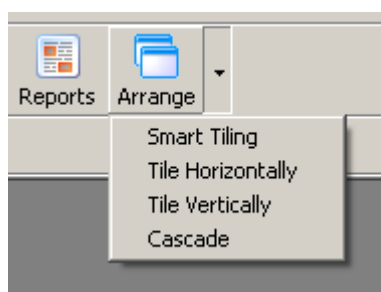 Reports Arrange
Smart Tiling
Tile Horizontally
Tile Vertically
Cascade